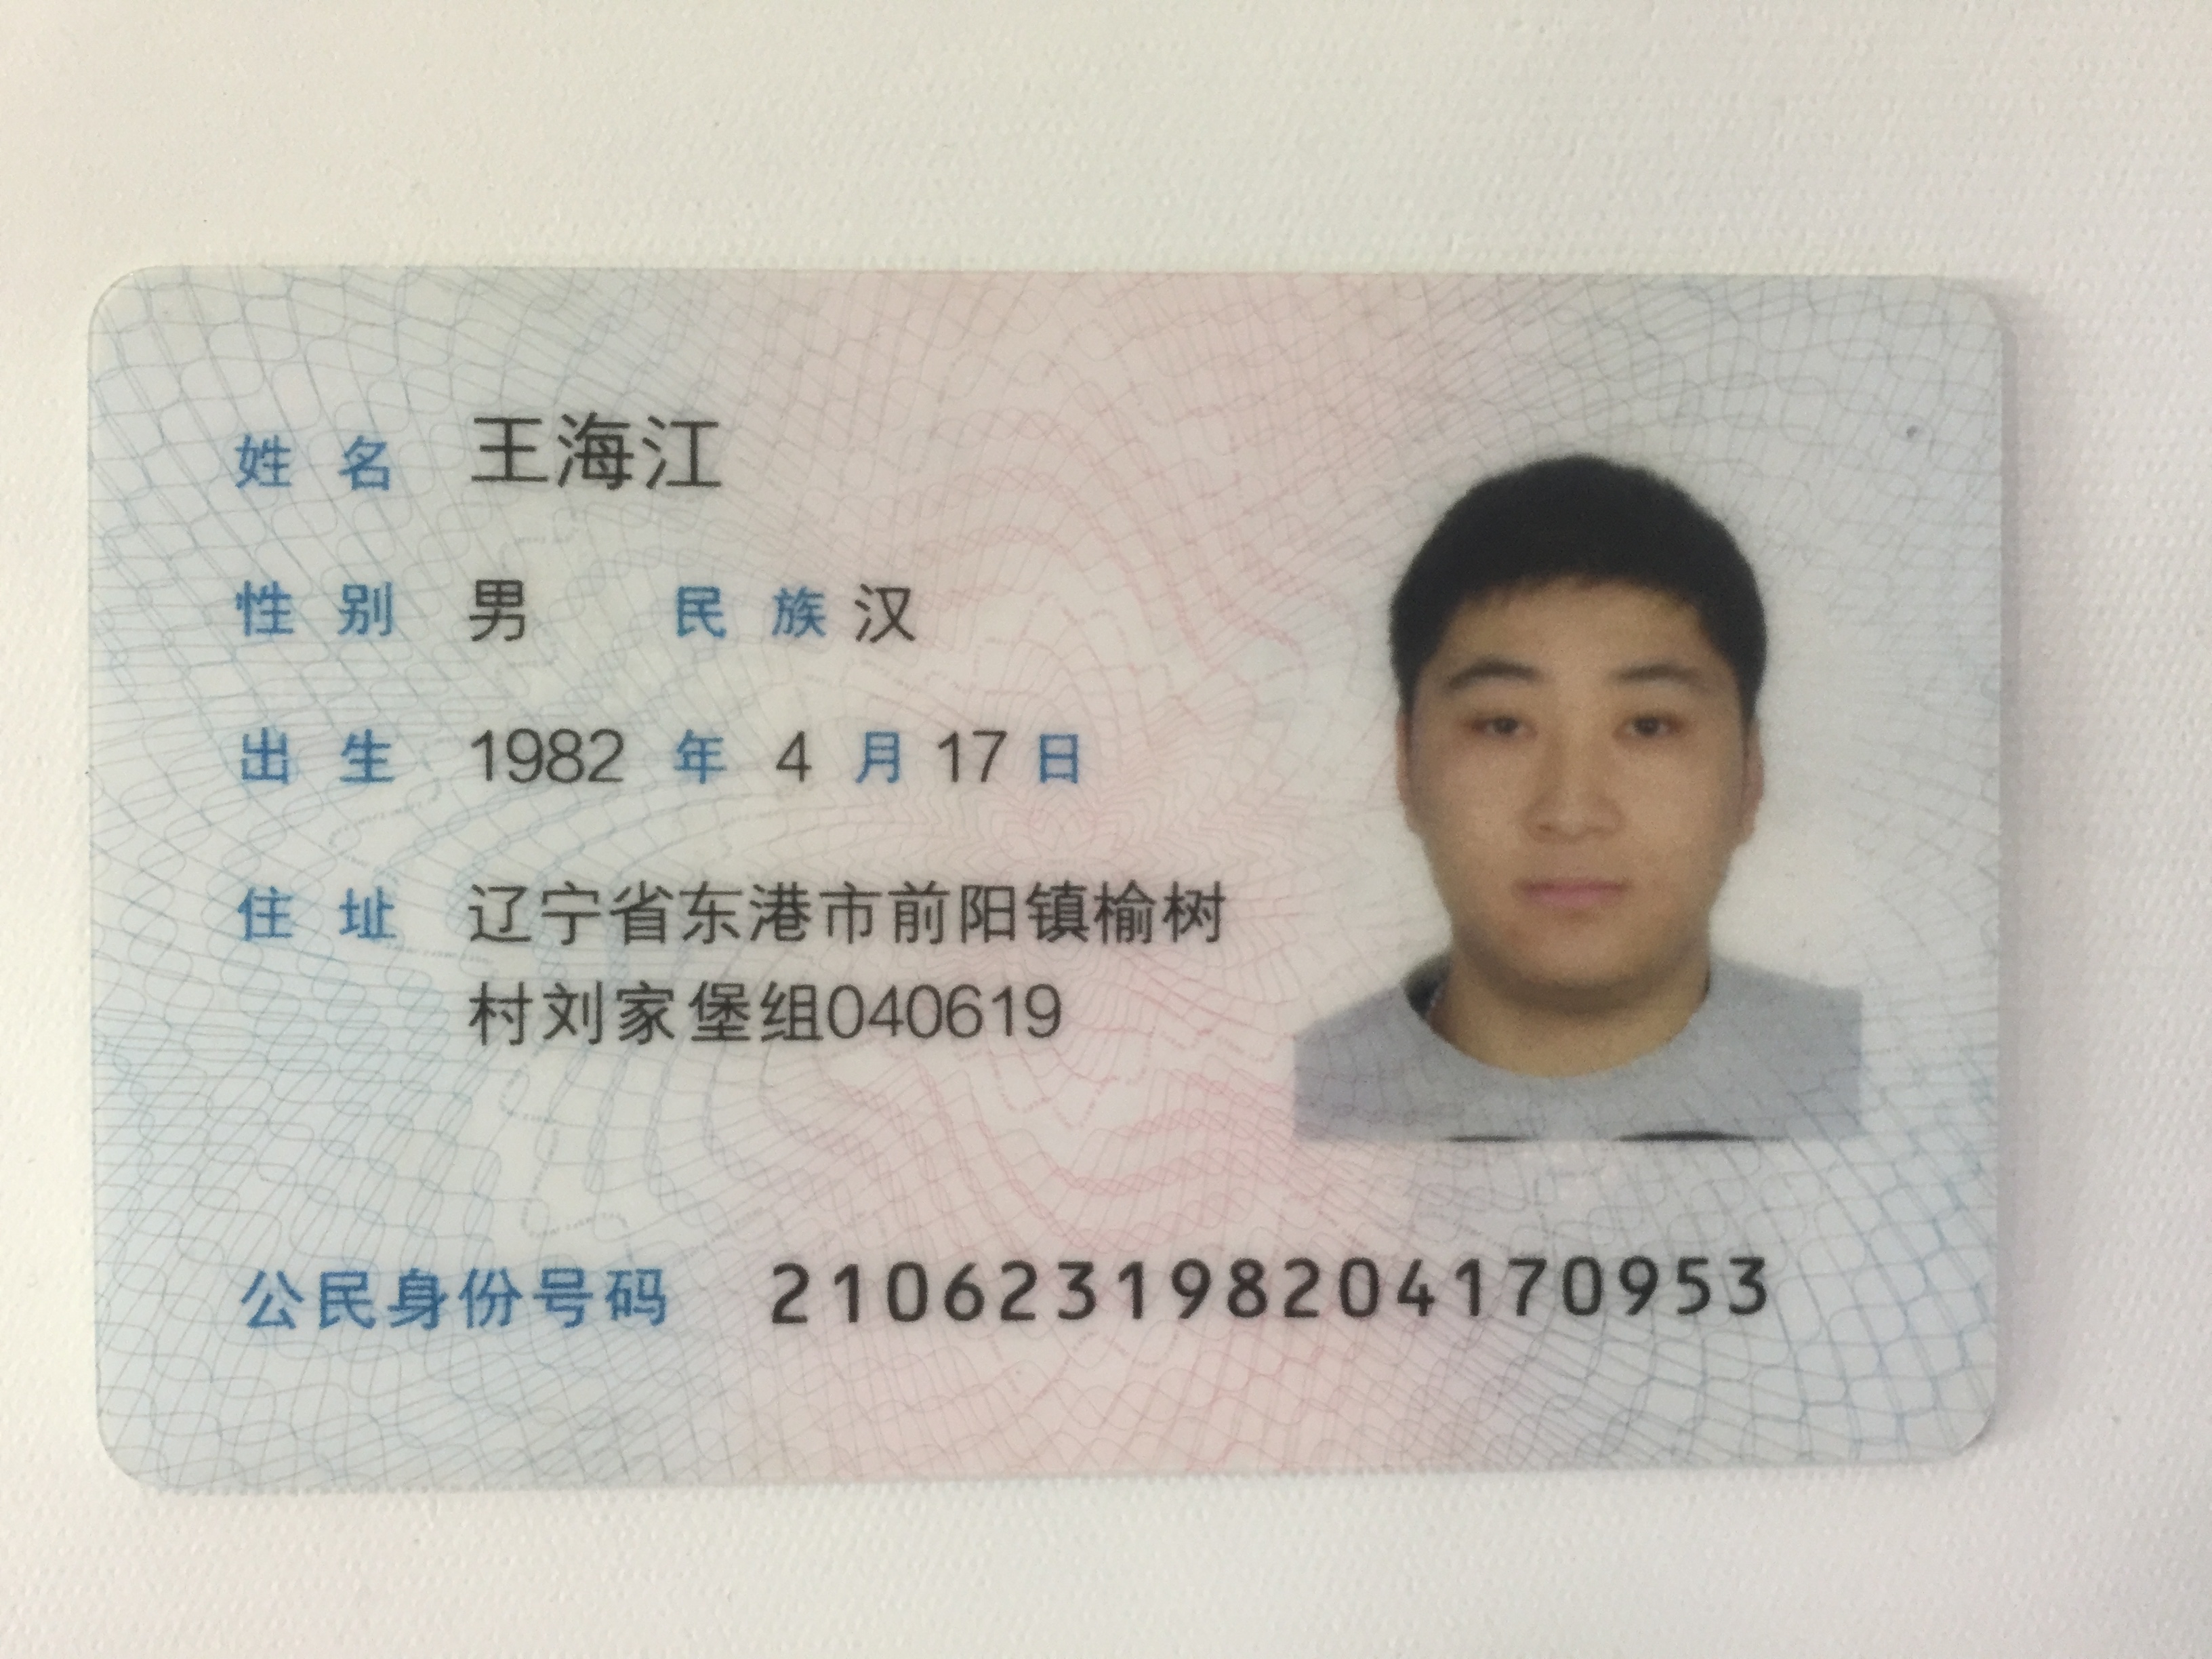 姓名 王海江
性别 男 民族 汉
出生 1982 年 4 月 17 日
住址 辽宁省东港市前阳镇榆树
村刘家堡组040619
公民身份号码 210623198204170953